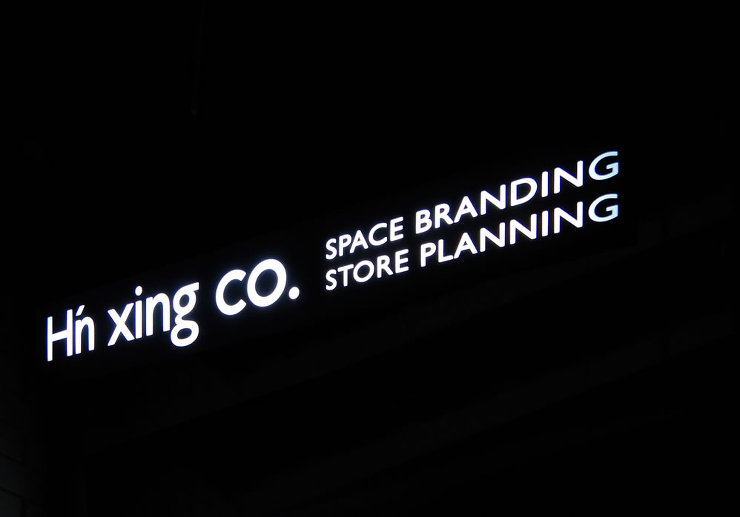 Hń xing CO.
SPACE BRANDING
STORE PLANNING